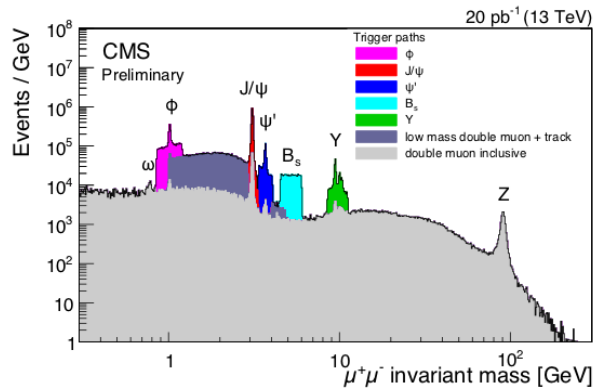 20 pb⁻¹ (13 TeV)
CMS
Preliminary
Trigger paths
ϕ
J/ψ
ψ'
Bₛ
Υ
low mass double muon + track
double muon inclusive
ω
ϕ
J/ψ
ψ'
Bₛ
Υ
Z
Events / GeV
10⁸
10⁷
10⁶
10⁵
10⁴
10³
10²
10
1
1
10
10²
μ⁺μ⁻ invariant mass [GeV]